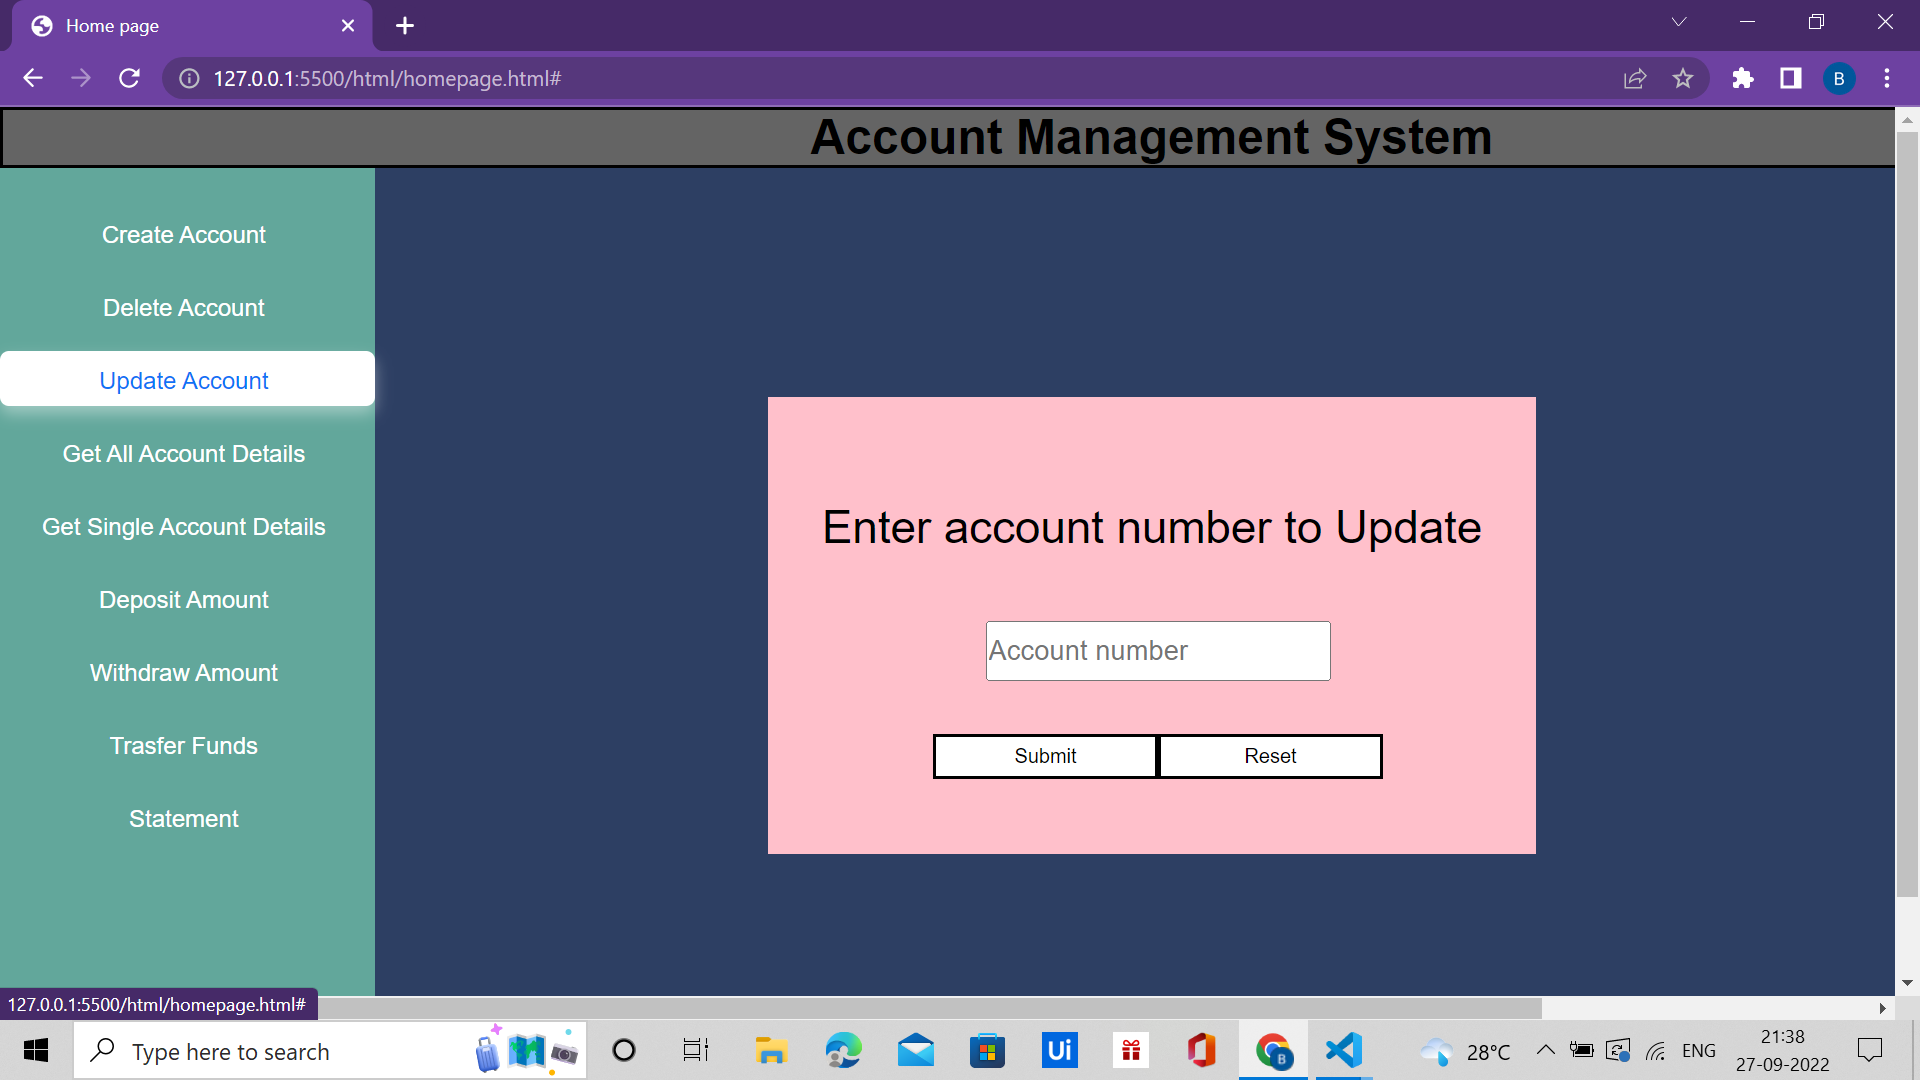 Home page
127.0.0.1:5500/html/homepage.html#
B
Account Management System
Create Account
Delete Account
Update Account
Get All Account Details
Get Single Account Details
Deposit Amount
Withdraw Amount
Trasfer Funds
Statement
Enter account number to Update
Account number
Submit Reset
127.0.0.1:5500/html/homepage.html#
Type here to search
Ui
B
28°C
ENG
21:38
27-09-2022